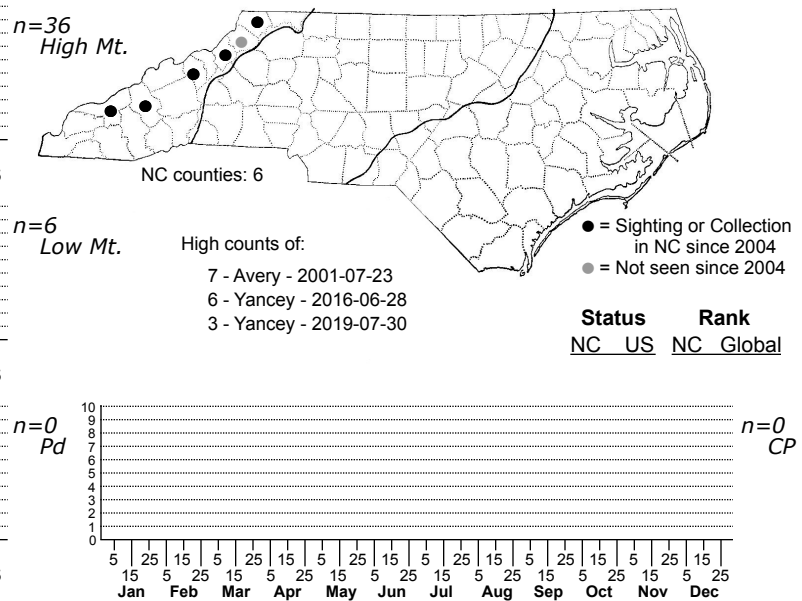 n=36
High Mt.
NC counties: 6
n=6
Low Mt.
High counts of:
7 - Avery - 2001-07-23
6 - Yancey - 2016-06-28
3 - Yancey - 2019-07-30
= Sighting or Collection
in NC since 2004
= Not seen since 2004
Status Rank
NC US NC Global
n=0
Pd
10
9
8
7
6
5
4
3
2
1
0
n=0
CP
5 25 15 5 25 15 5 25 15 5 25 15 5 25 15 5 25 15
15 5 25 15 5 25 15 5 25 15 5 25 15 5 25 15 5 25
Jan Feb Mar Apr May Jun Jul Aug Sep Oct Nov Dec